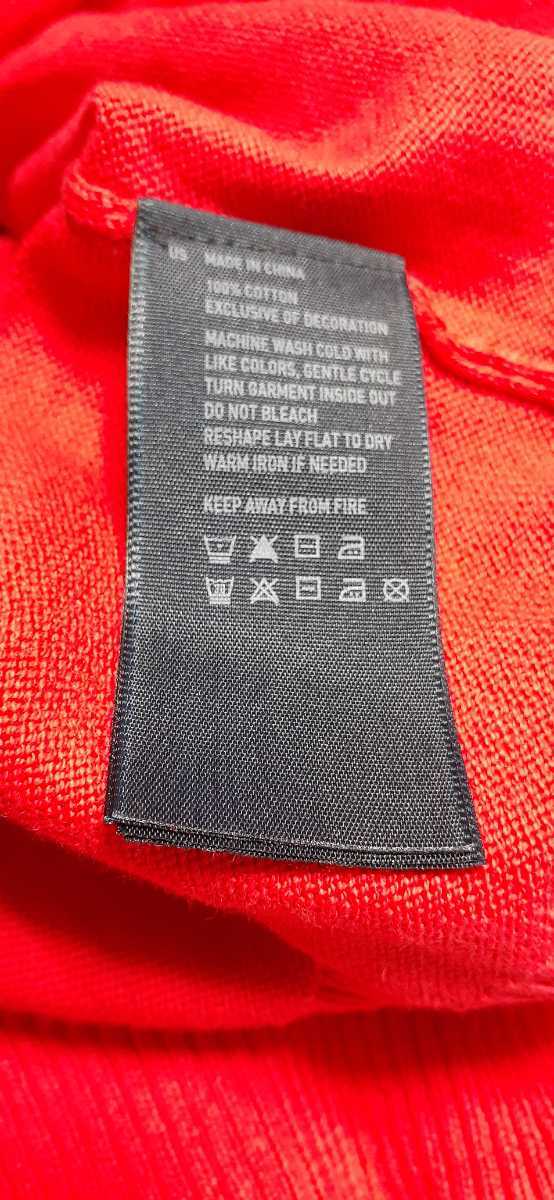 US MADE IN CHINA
100% COTTON
EXCLUSIVE OF DECORATION
MACHINE WASH COLD WITH
LIKE COLORS, GENTLE CYCLE
TURN GARMENT INSIDE OUT
DO NOT BLEACH
RESHAPE LAY FLAT TO DRY
WARM IRON IF NEEDED
KEEP AWAY FROM FIRE